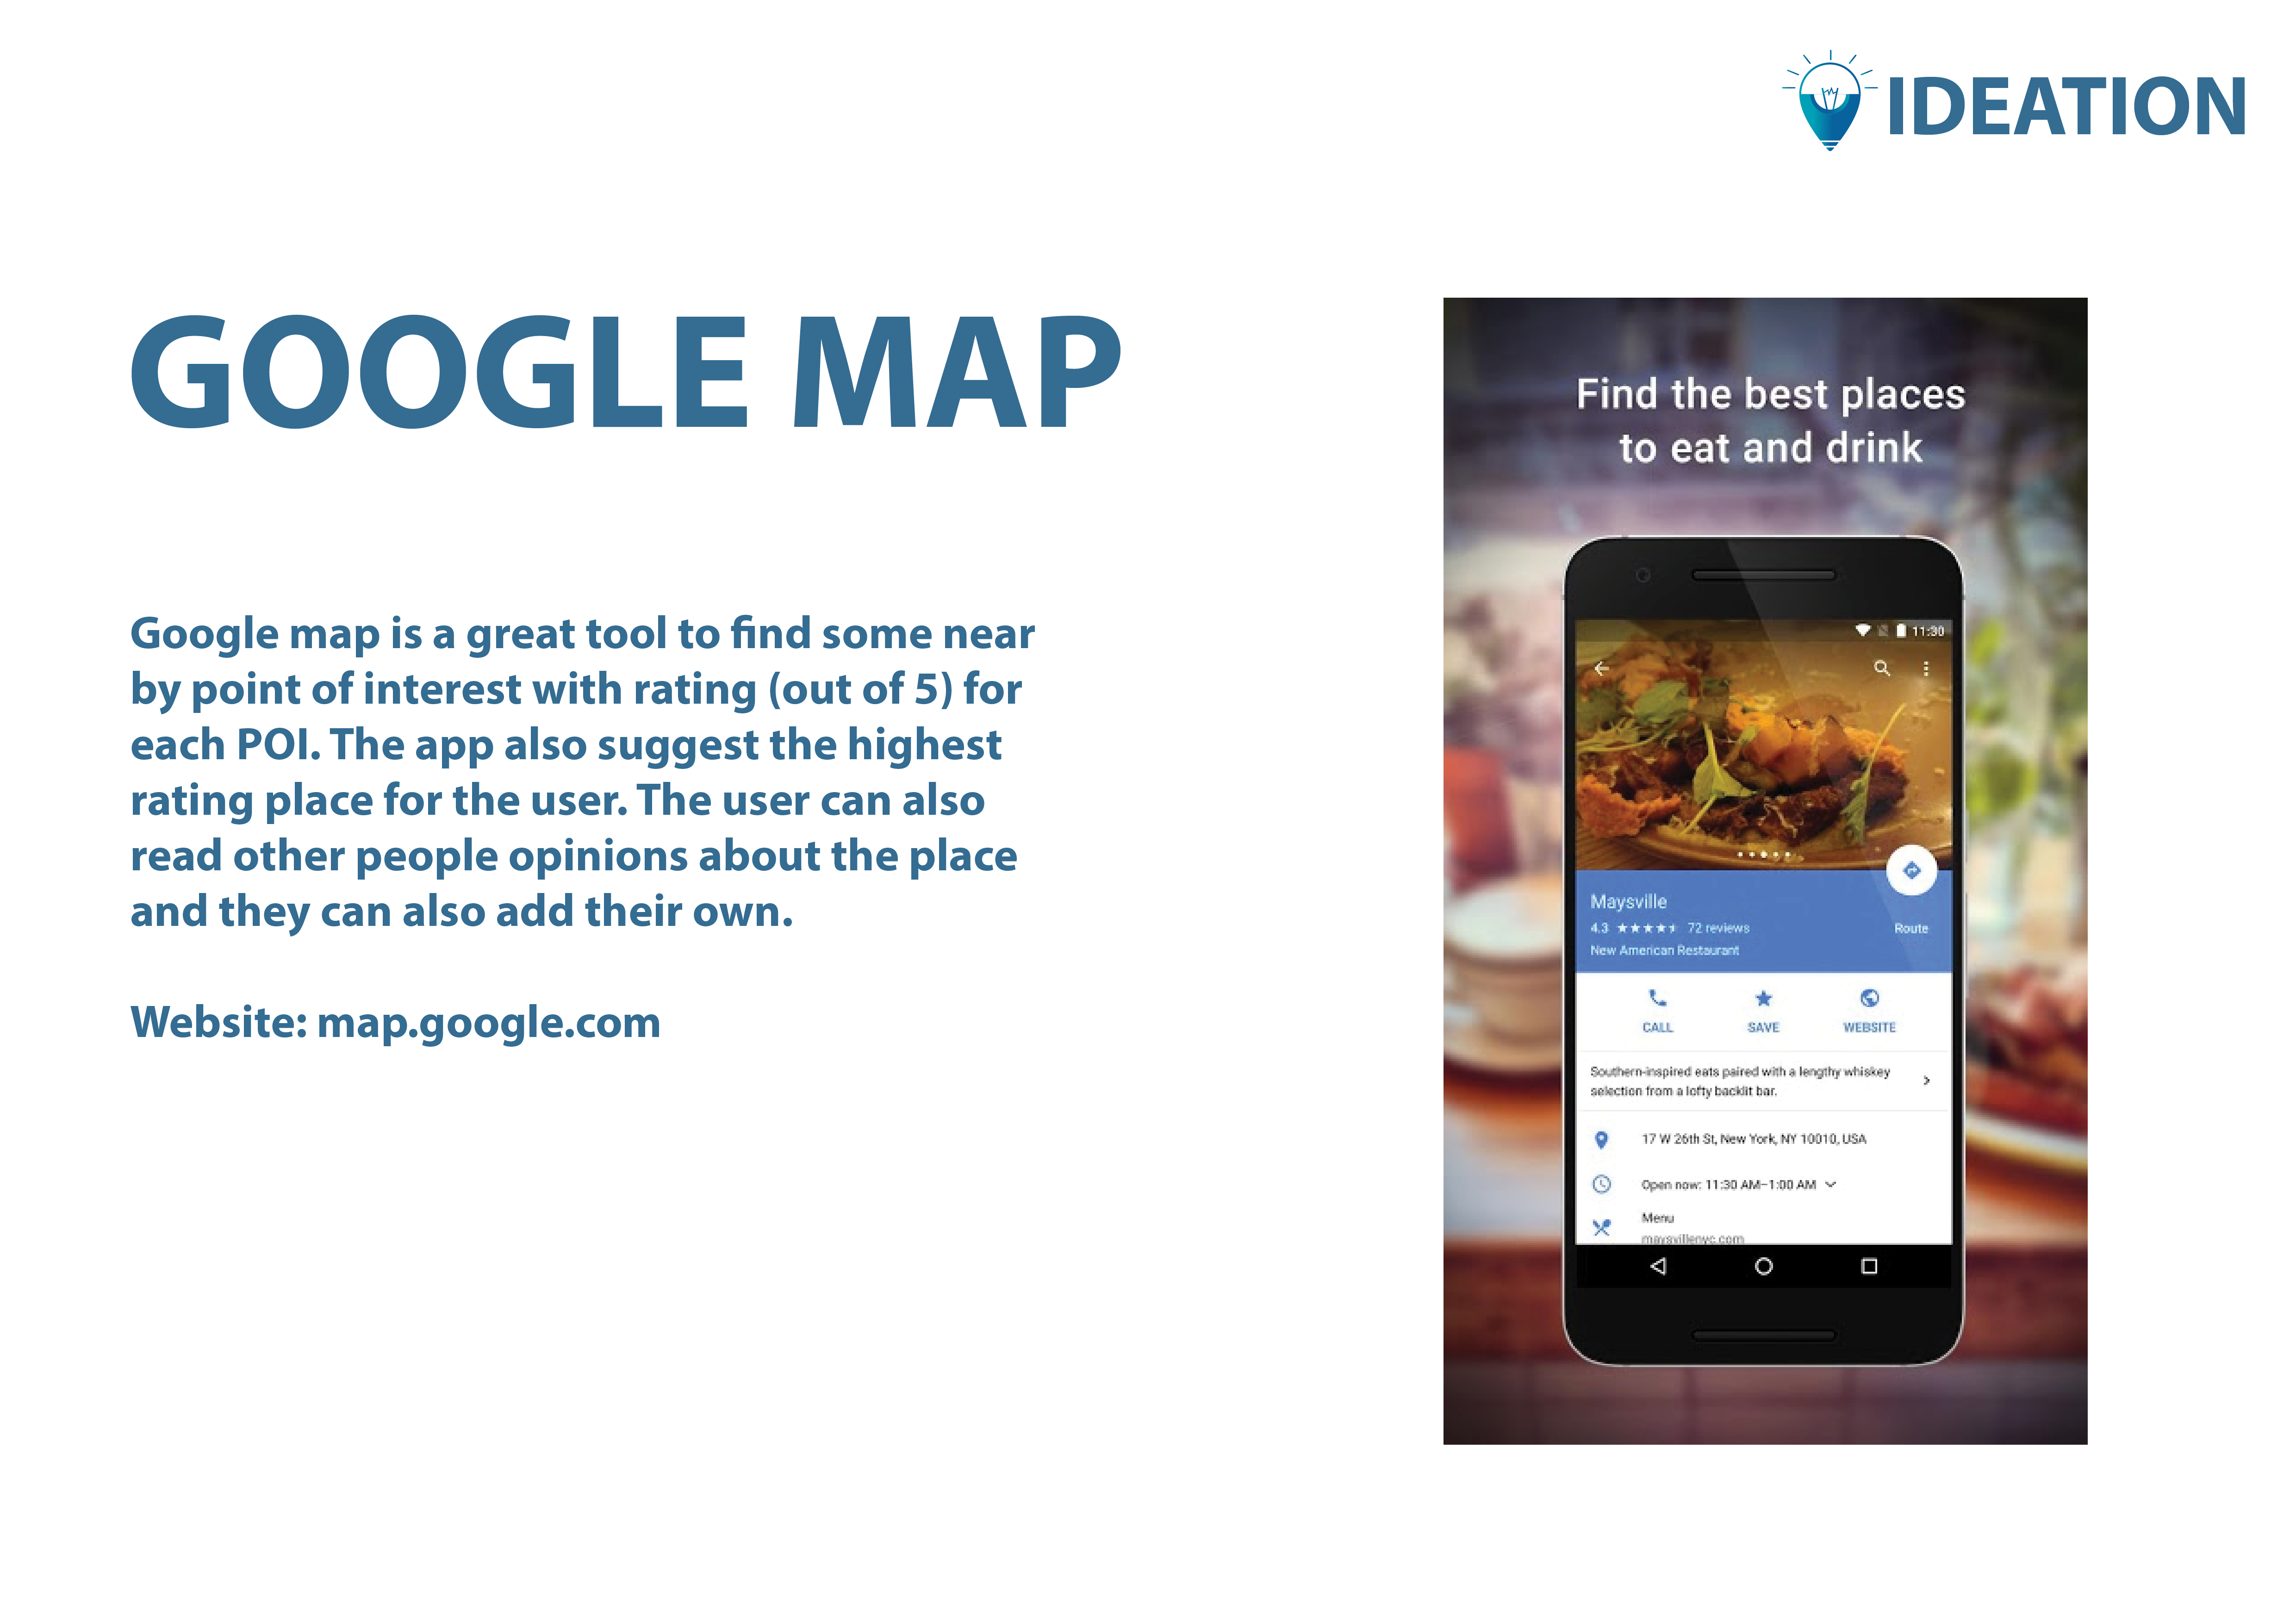 IDEATION
GOOGLE MAP
Google map is a great tool to find some near
by point of interest with rating (out of 5) for
each POI. The app also suggest the highest
rating place for the user. The user can also
read other people opinions about the place
and they can also add their own.
Website: map.google.com
Find the best places
to eat and drink
11:30
Maysville
4.3 72 reviews
Route
New American Restaurant
CALL SAVE WEBSITE
Southern-inspired eats paired with a lengthy whiskey
selection from a lofty backlit bar.
17 W 26th St, New York, NY 10010, USA
Open now: 11:30 AM–1:00 AM
Menu
maysvillenyc.com